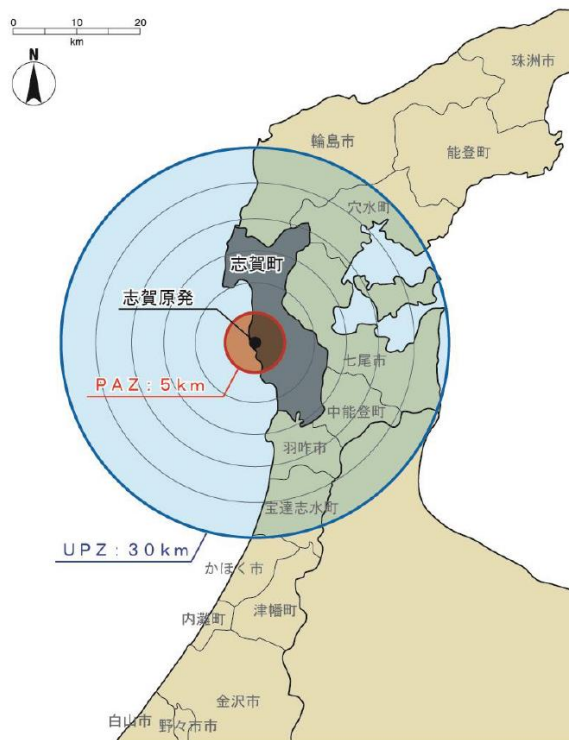 0 10 20
km
N
珠洲市
輪島市
能登町
穴水町
志賀町
志賀原発
七尾市
PAZ：5km
中能登町
羽咋市
宝達志水町
UPZ：30km
かほく市
内灘町
津幡町
金沢市
白山市
野々市市